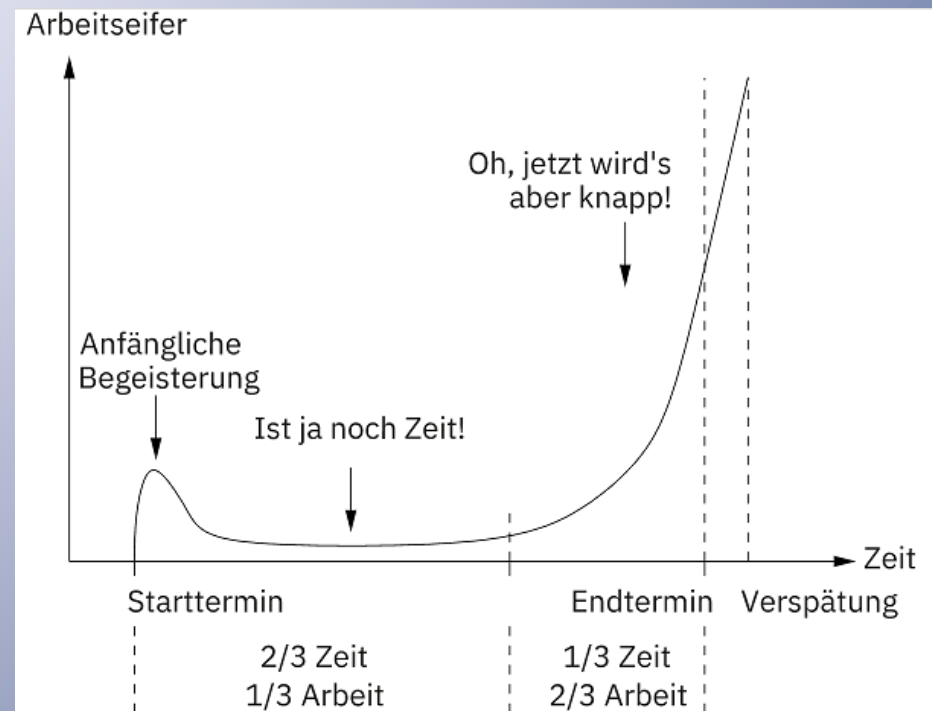 Arbeitseifer
Oh, jetzt wird's
aber knapp!
Anfängliche
Begeisterung
Ist ja noch Zeit!
Zeit
Starttermin
Endtermin
Verspätung
2/3 Zeit
1/3 Arbeit
1/3 Zeit
2/3 Arbeit